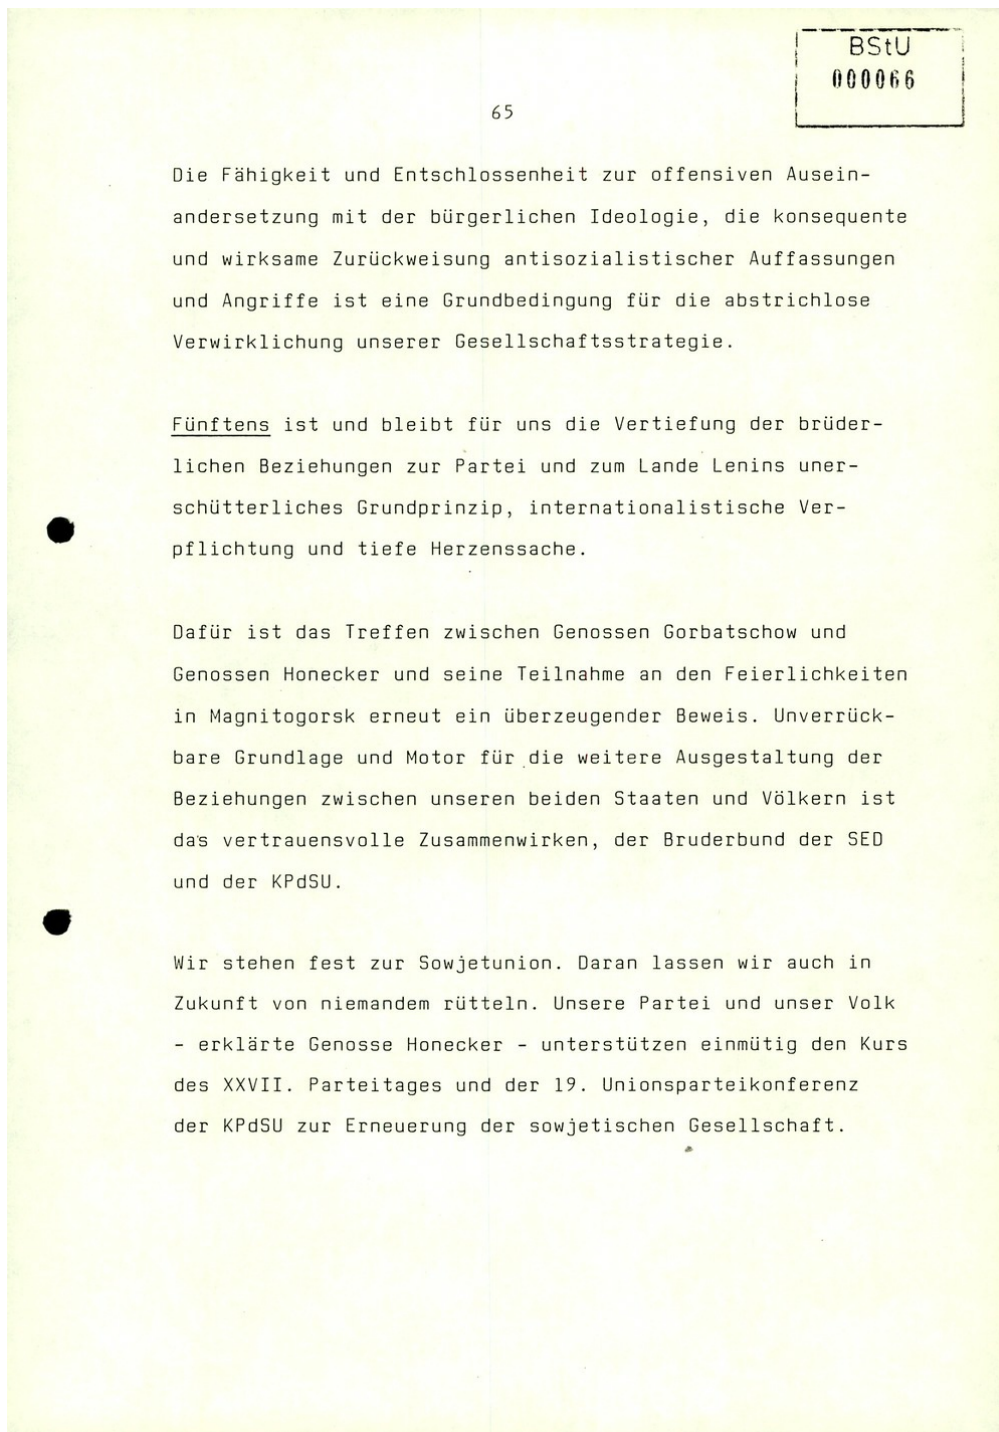 BStU
000066
65
Die Fähigkeit und Entschlossenheit zur offensiven Ausein-
andersetzung mit der bürgerlichen Ideologie, die konsequente
und wirksame Zurückweisung antisozialistischer Auffassungen
und Angriffe ist eine Grundbedingung für die abstrichlose
Verwirklichung unserer Gesellschaftsstrategie.
Fünftens ist und bleibt für uns die Vertiefung der brüder-
lichen Beziehungen zur Partei und zum Lande Lenins uner-
schütterliches Grundprinzip, internationalistische Ver-
pflichtung und tiefe Herzenssache.
Dafür ist das Treffen zwischen Genossen Gorbatschow und
Genossen Honecker und seine Teilnahme an den Feierlichkeiten
in Magnitogorsk erneut ein überzeugender Beweis. Unverrück-
bare Grundlage und Motor für die weitere Ausgestaltung der
Beziehungen zwischen unseren beiden Staaten und Völkern ist
das vertrauensvolle Zusammenwirken, der Bruderbund der SED
und der KPdSU.
Wir stehen fest zur Sowjetunion. Daran lassen wir auch in
Zukunft von niemandem rütteln. Unsere Partei und unser Volk
- erklärte Genosse Honecker - unterstützen einmütig den Kurs
des XXVII. Parteitages und der 19. Unionsparteikonferenz
der KPdSU zur Erneuerung der sowjetischen Gesellschaft.